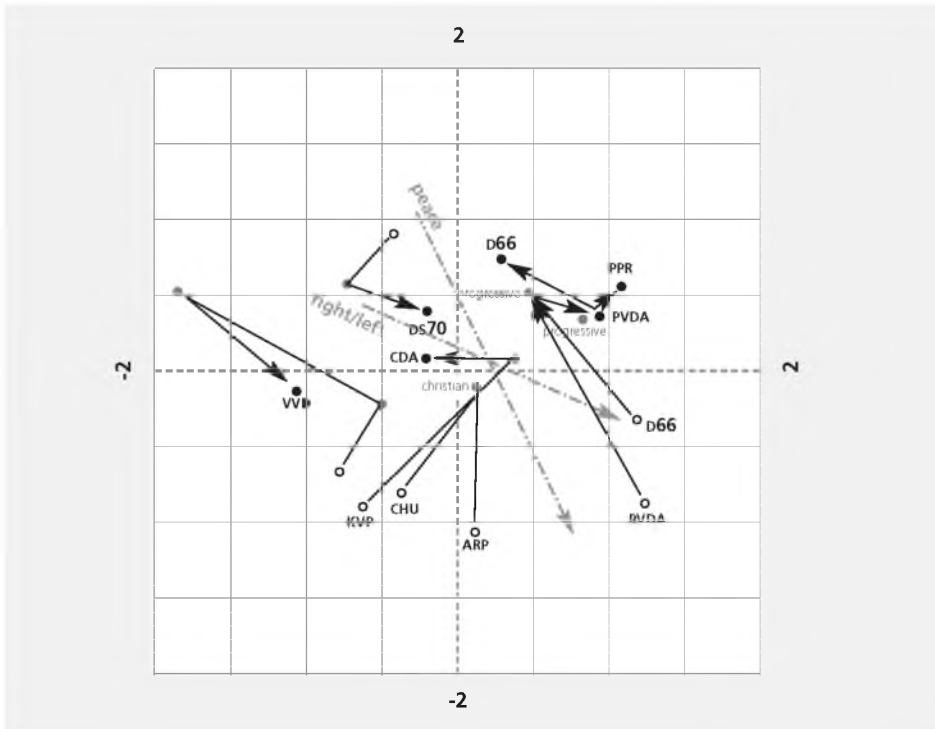 2
peace
D66
PPR
progressive
right/left
DS70
PVDA
progressive
CDA
-2
2
christian
VVD
D66
KVP
CHU
PVDA
ARP
-2